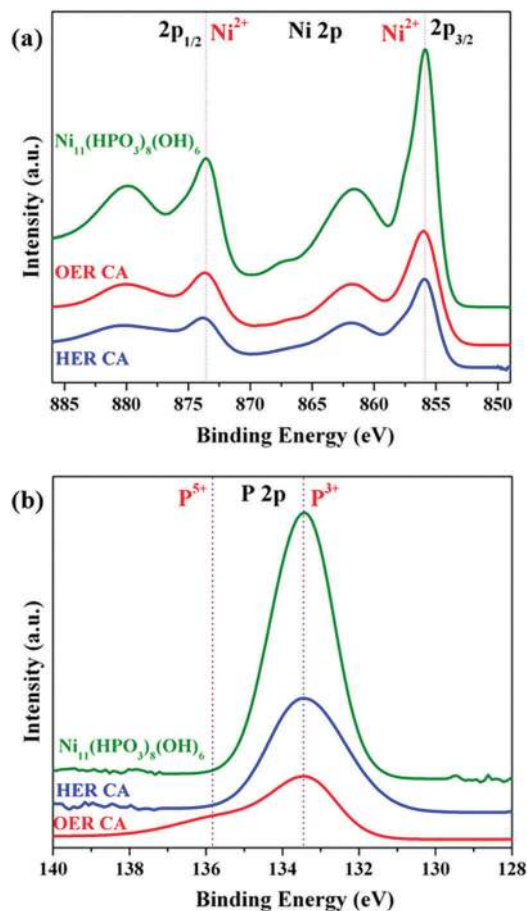 (a)
2p₁/₂ Ni²⁺ Ni 2p Ni²⁺ 2p₃/₂
Ni₁₁(HPO₃)₈(OH)₆
OER CA
HER CA
Intensity (a.u.)
885 880 875 870 865 860 855 850
Binding Energy (eV)
(b)
P⁵⁺ P 2p P³⁺
Ni₁₁(HPO₃)₈(OH)₆
HER CA
OER CA
Intensity (a.u.)
140 138 136 134 132 130 128
Binding Energy (eV)